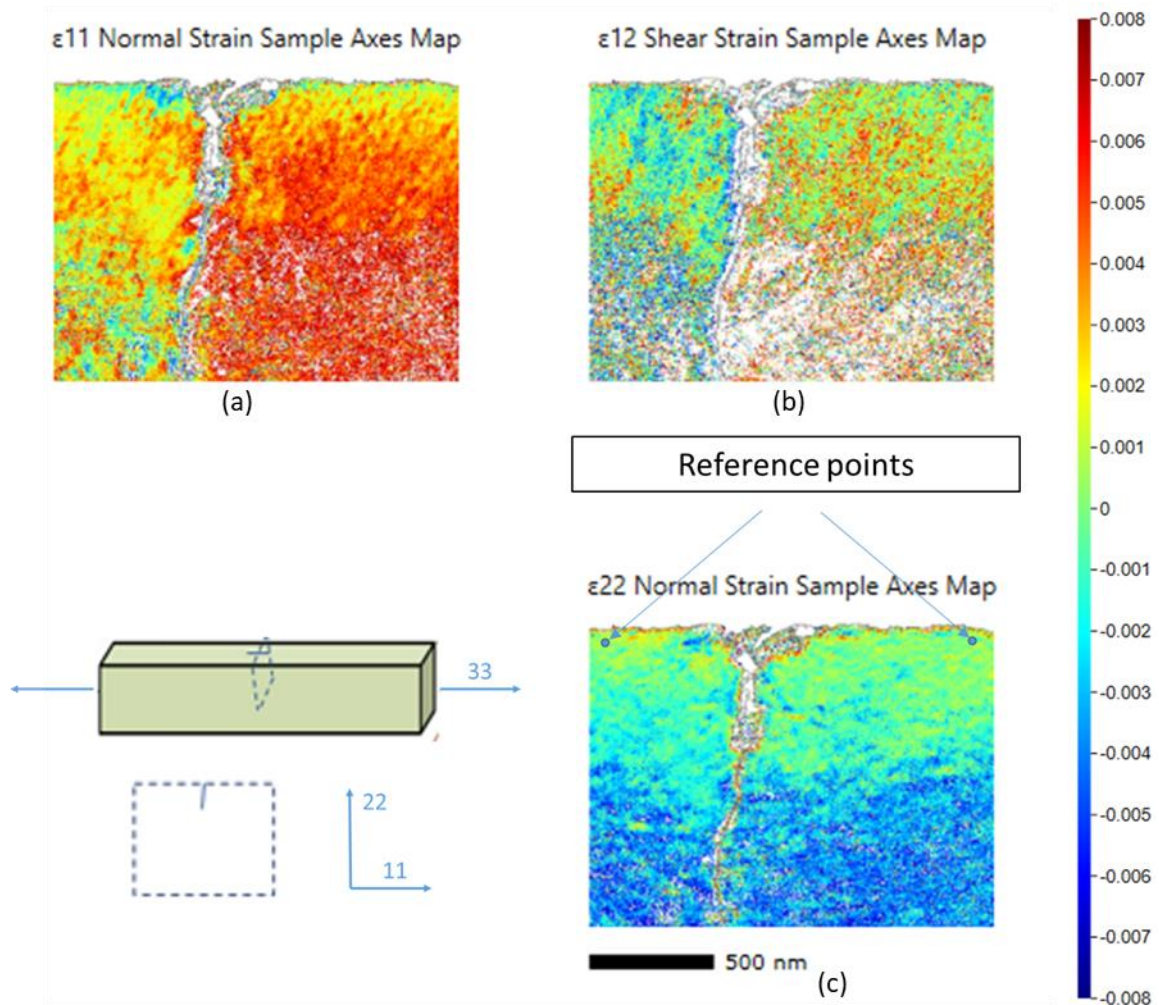 ε11 Normal Strain Sample Axes Map
ε12 Shear Strain Sample Axes Map
(a)
(b)
Reference points
ε22 Normal Strain Sample Axes Map
33
22
11
500 nm
(c)
0.008
0.007
0.006
0.005
0.004
0.003
0.002
0.001
0
-0.001
-0.002
-0.003
-0.004
-0.005
-0.006
-0.007
-0.008